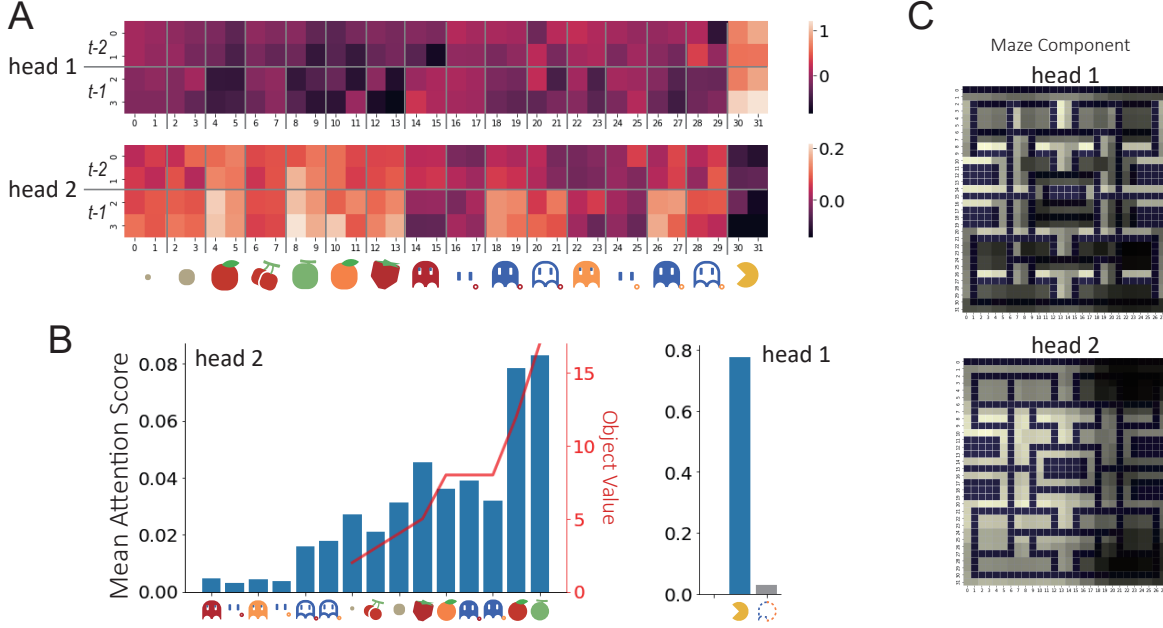 A
head 1
t-2
t-1
0
1
2
3
0 1 2 3 4 5 6 7 8 9 10 11 12 13 14 15 16 17 18 19 20 21 22 23 24 25 26 27 28 29 30 31
1
0
head 2
t-2
t-1
0
1
2
3
0 1 2 3 4 5 6 7 8 9 10 11 12 13 14 15 16 17 18 19 20 21 22 23 24 25 26 27 28 29 30 31
0.2
0.0
B
head 2
Mean Attention Score
0.08
0.06
0.04
0.02
0.00
15
10
5
0
Object Value
head 1
0.8
0.6
0.4
0.2
0.0
C
Maze Component
head 1
head 2